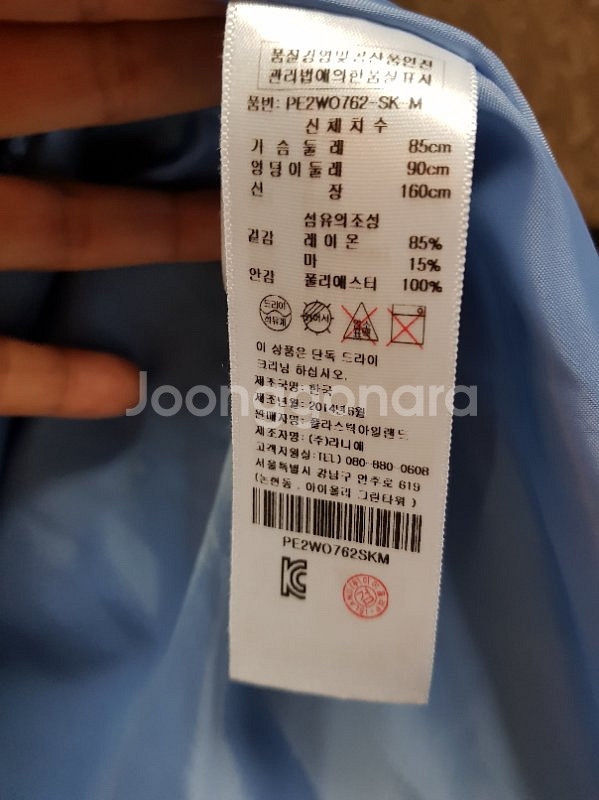 품질경영및공산품안전
관리법에의한품질표시
품번: PE2WO762-SK-M
신체치수
가슴둘레 85cm
엉덩이둘레 90cm
신장 160cm
섬유의조성
겉감 레이온 85%
마 15%
안감 폴리에스터 100%
드라이
석유계
이 상품은 단독 드라이
크리닝 하십시오.
제조국명: 한국
Joonggonara
제조년월: 2014년6월
판매자명: 플라스틱아일랜드
제조자명: (주)라니에
고객지원실: TEL) 080-880-0608
서울특별시 강남구 언주로 619
(논현동, 아이올리 그린타워)
PE2WO762SKM